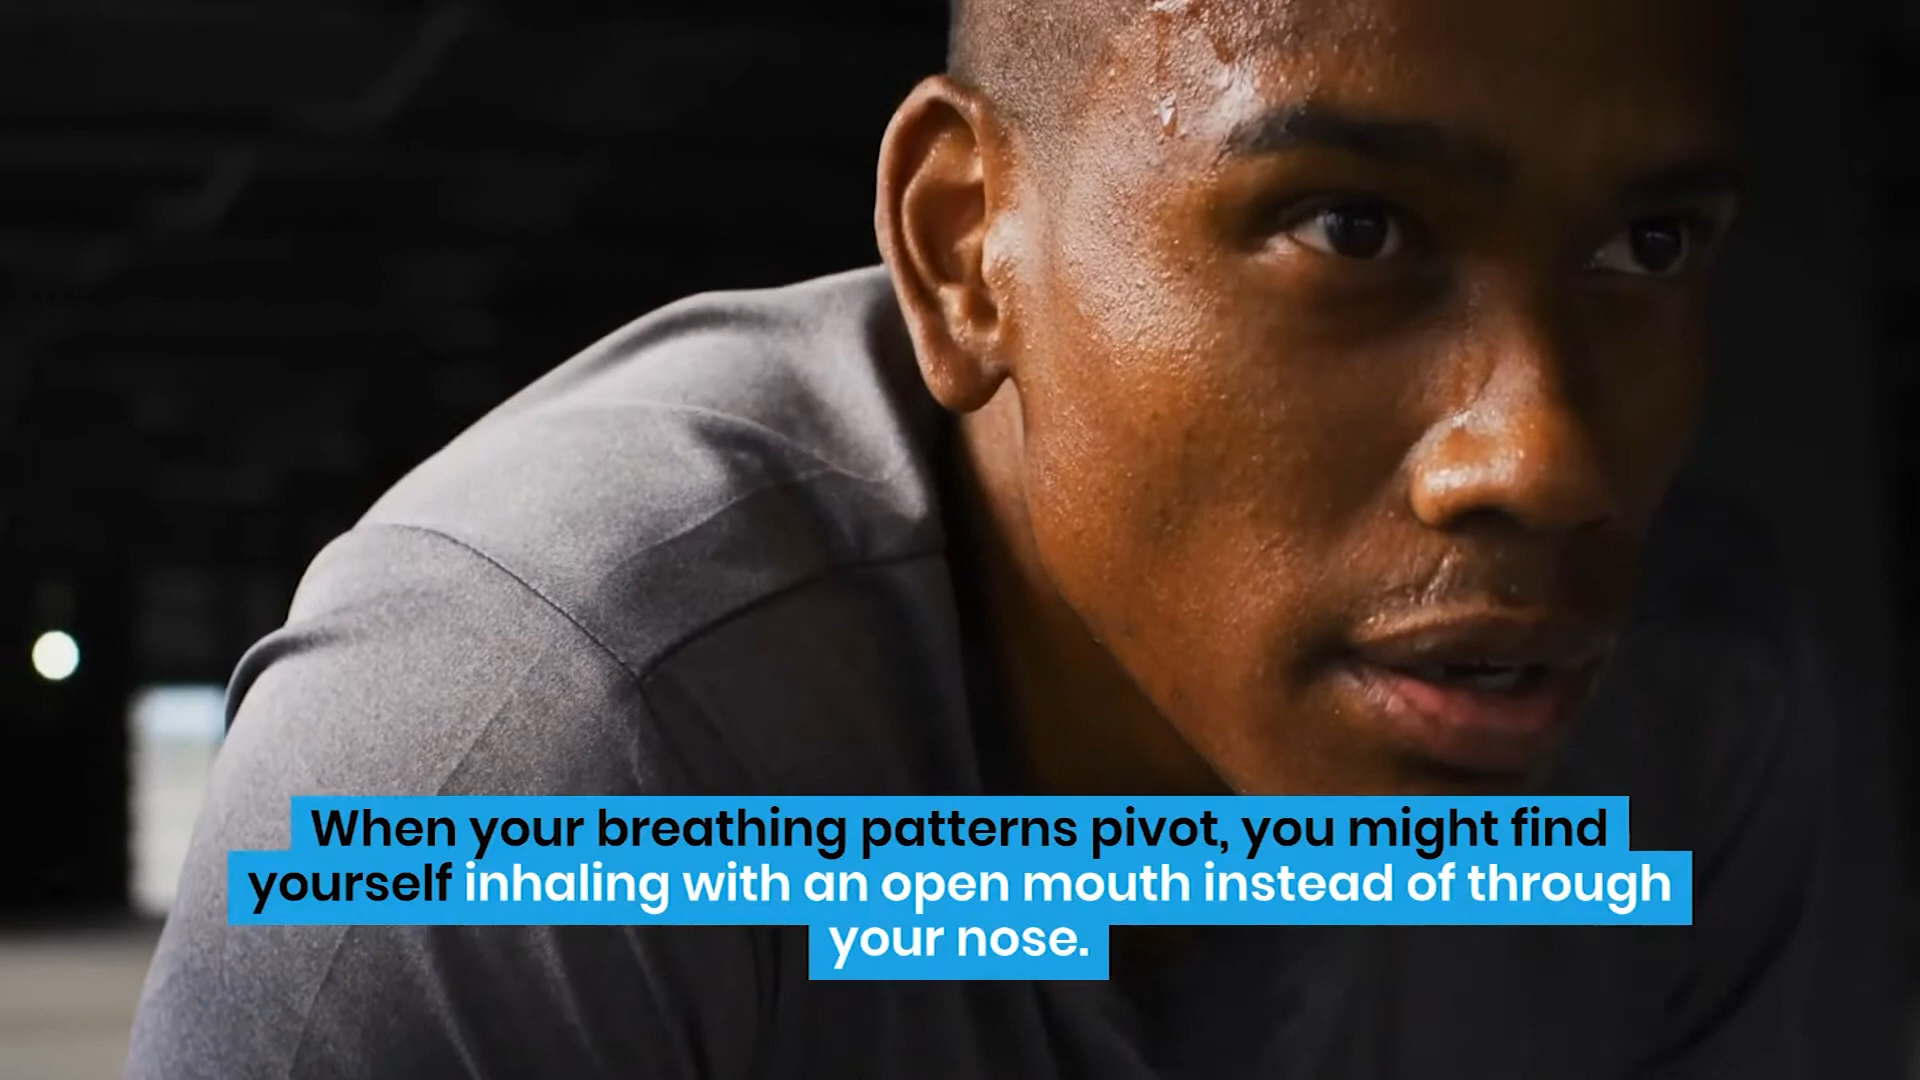 When your breathing patterns pivot, you might find
yourself inhaling with an open mouth instead of through
your nose.